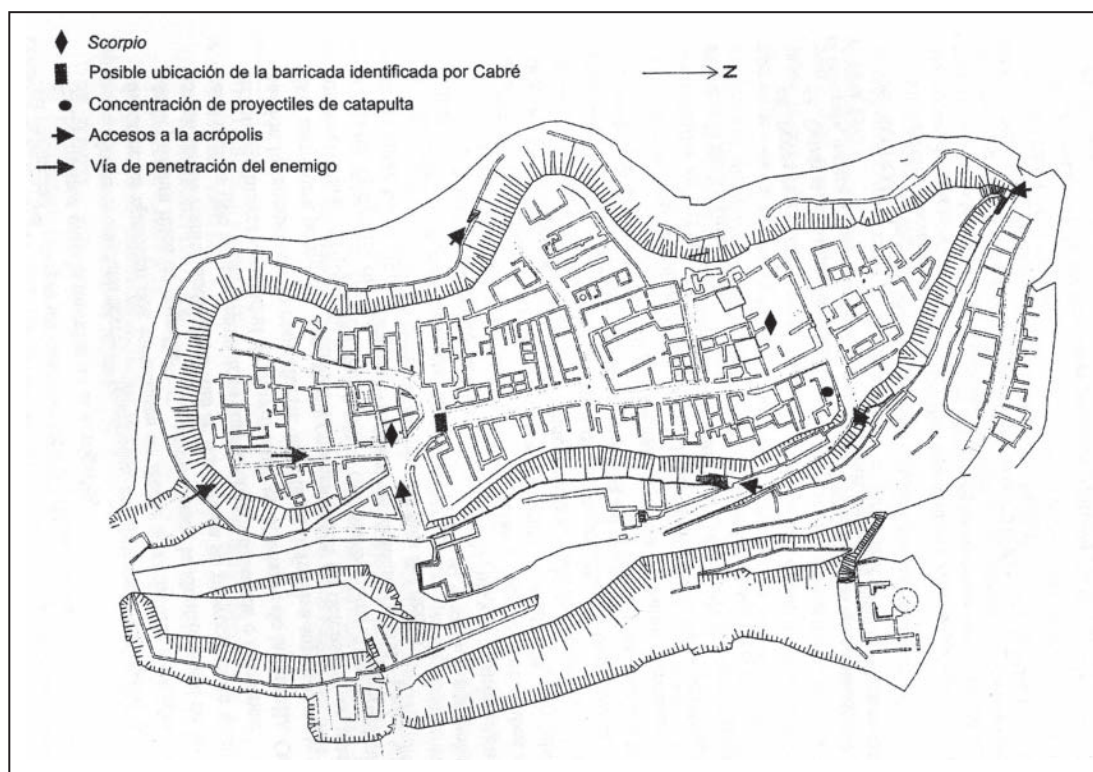 Scorpio
Posible ubicación de la barricada identificada por Cabré
Concentración de proyectiles de catapulta
Accesos a la acrópolis
Vía de penetración del enemigo
N